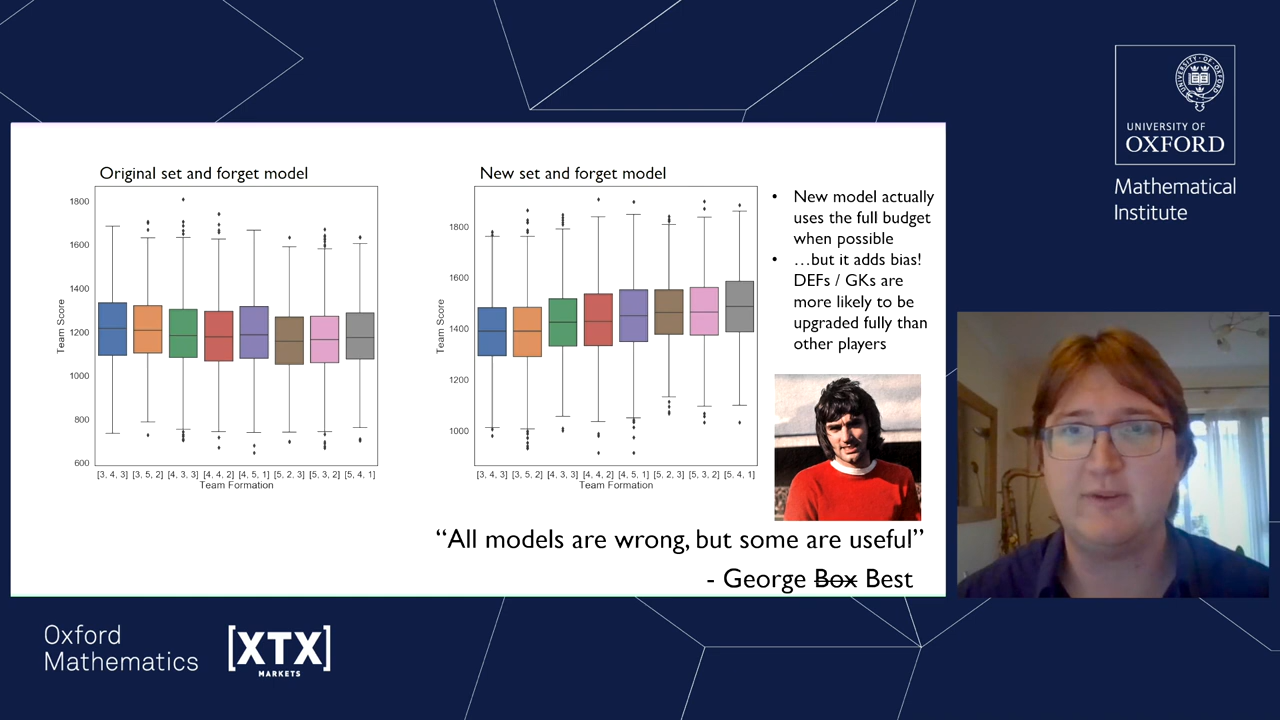 UNIVERSITY OF
OXFORD
Mathematical
Institute
Original set and forget model
1800
1600
1400
1200
1000
800
600
Team Score
[3, 4, 3] [3, 5, 2] [4, 3, 3] [4, 4, 2] [4, 5, 1] [5, 2, 3] [5, 3, 2] [5, 4, 1]
Team Formation
New set and forget model
1800
1600
1400
1200
1000
Team Score
[3, 4, 3] [3, 5, 2] [4, 3, 3] [4, 4, 2] [4, 5, 1] [5, 2, 3] [5, 3, 2] [5, 4, 1]
Team Formation
• New model actually
uses the full budget
when possible
• …but it adds bias!
DEFs / GKs are
more likely to be
upgraded fully than
other players
“All models are wrong, but some are useful”
- George Box Best
Oxford
Mathematics
[XTX]
MARKETS